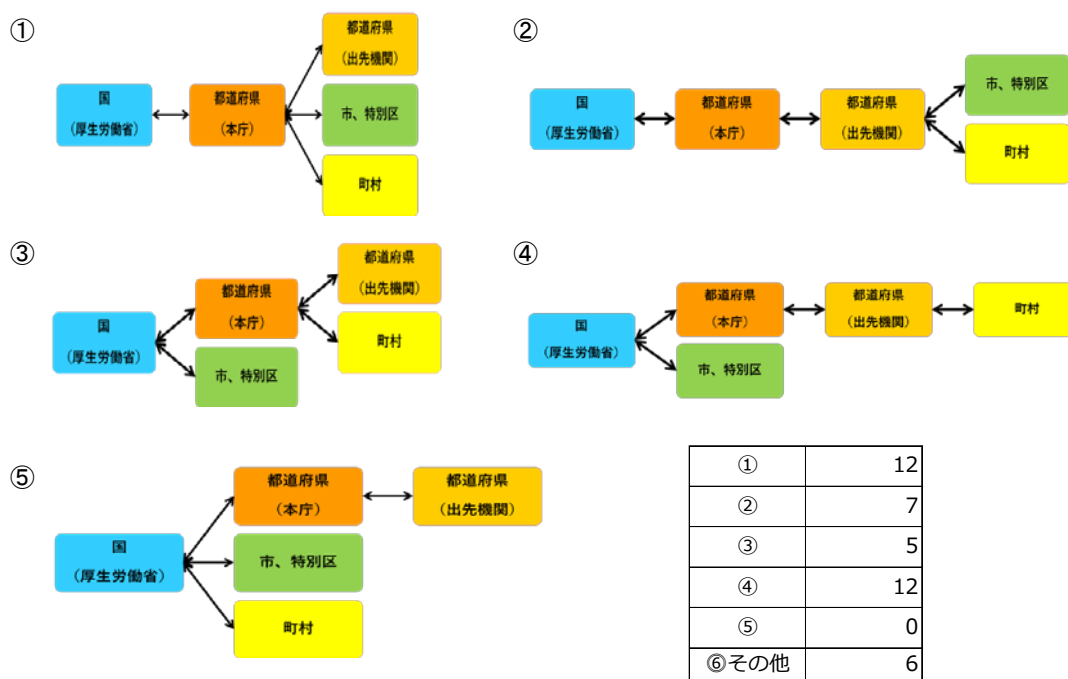 ①
国
(厚生労働省)
都道府県
(本庁)
都道府県
(出先機関)
市、特別区
町村
②
国
(厚生労働省)
都道府県
(本庁)
都道府県
(出先機関)
市、特別区
町村
③
国
(厚生労働省)
都道府県
(本庁)
市、特別区
都道府県
(出先機関)
町村
④
国
(厚生労働省)
都道府県
(本庁)
市、特別区
都道府県
(出先機関)
町村
⑤
国
(厚生労働省)
都道府県
(本庁)
都道府県
(出先機関)
市、特別区
町村
① 12
② 7
③ 5
④ 12
⑤ 0
⑥その他 6